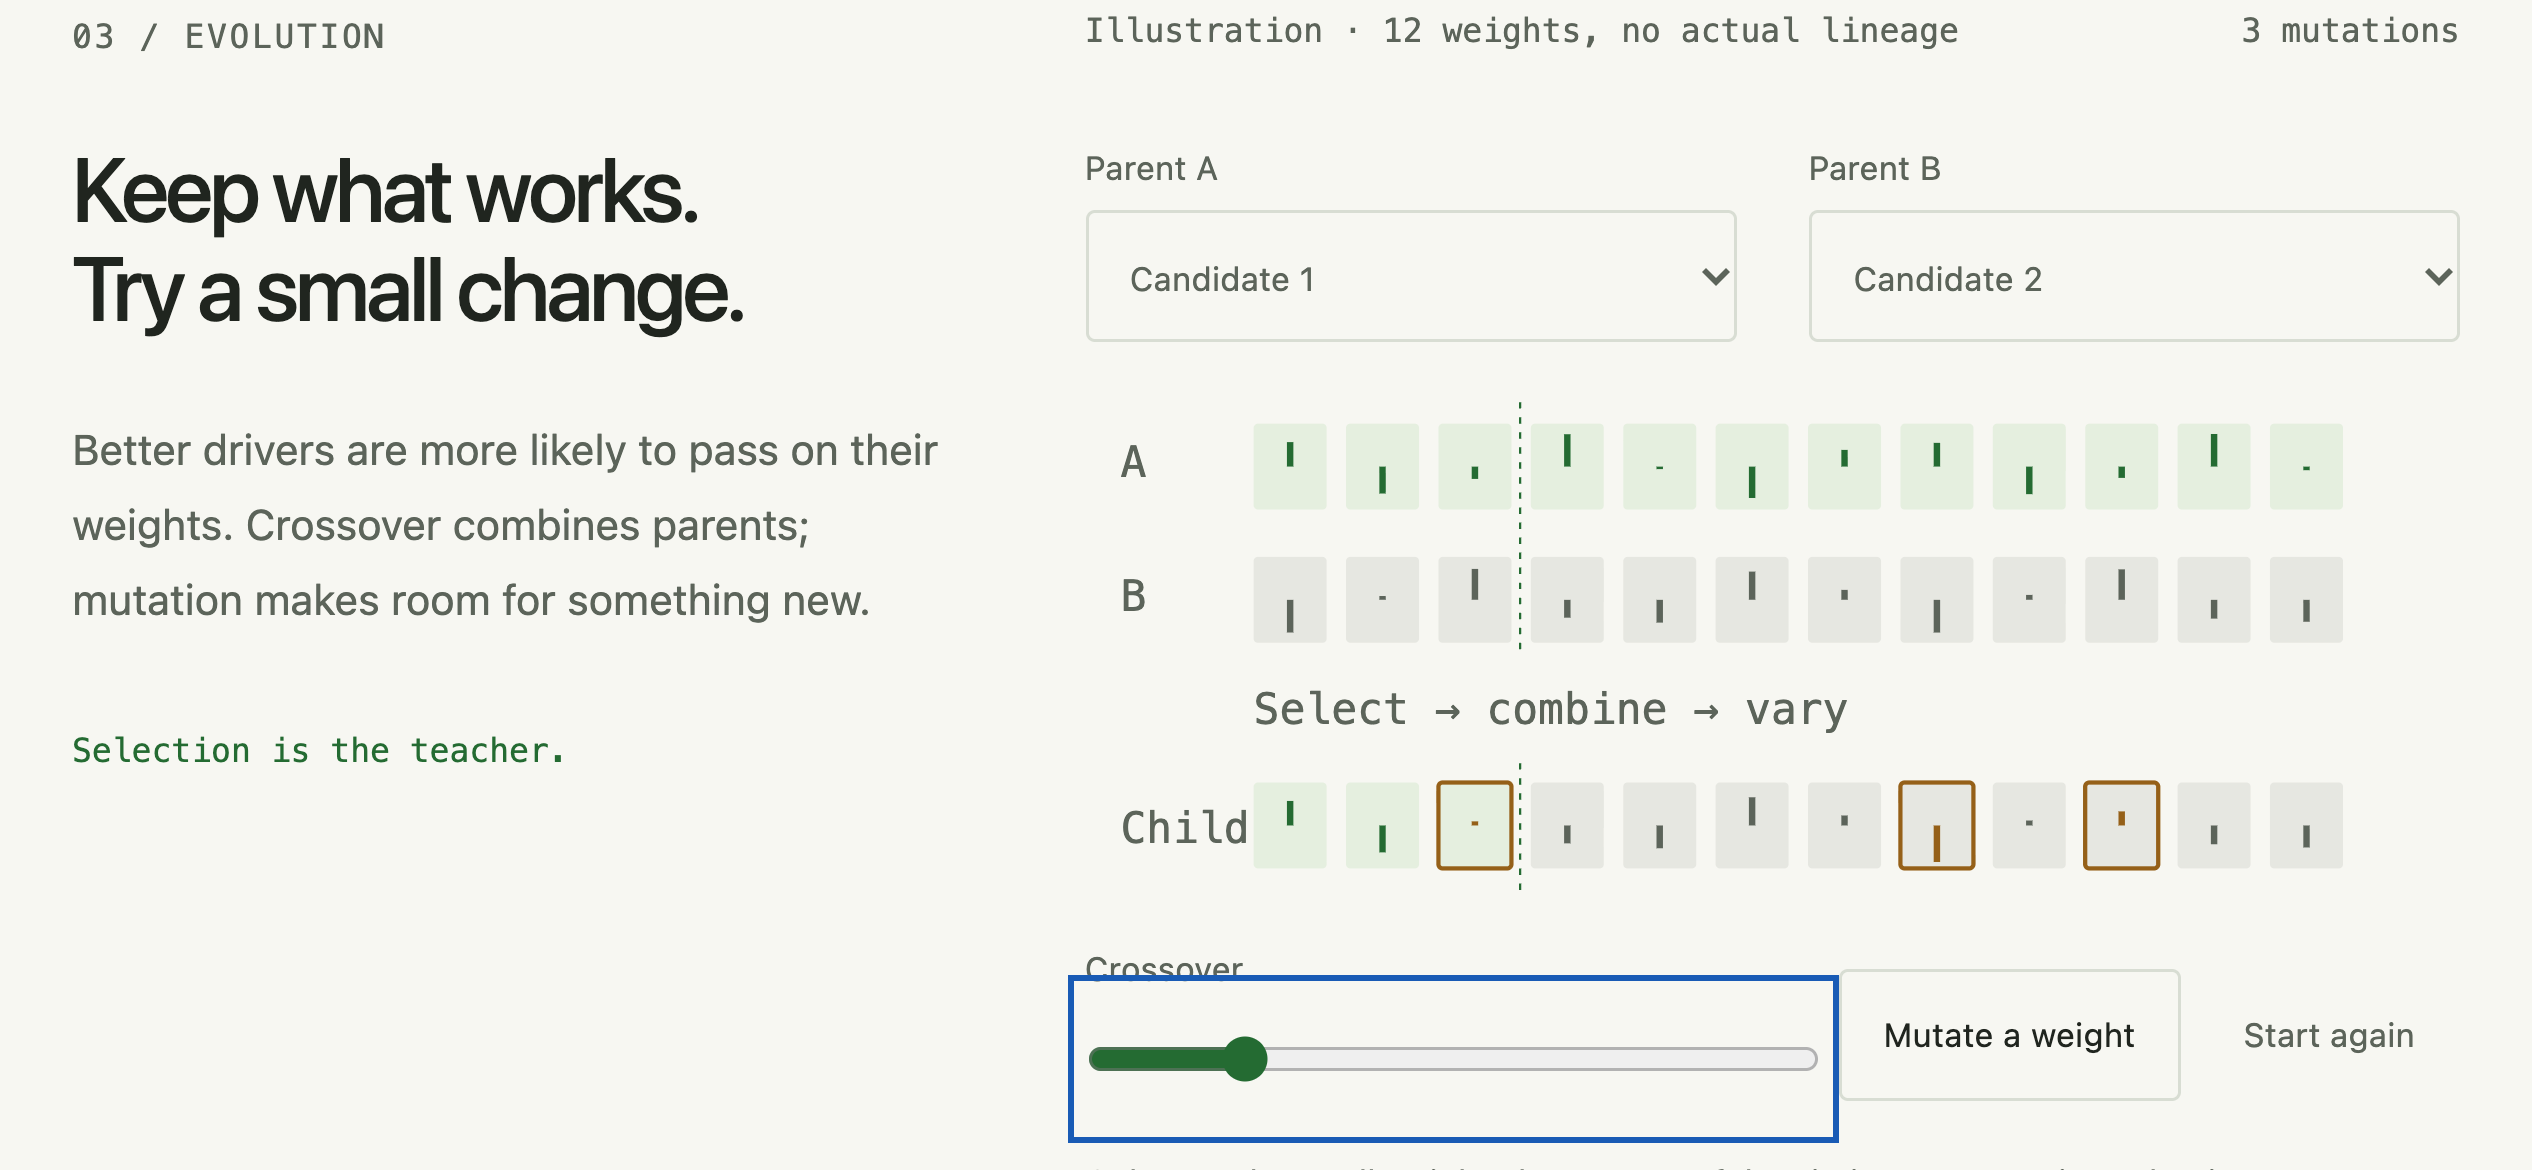 03 / EVOLUTION
Keep what works.
Try a small change.
Better drivers are more likely to pass on their
weights. Crossover combines parents;
mutation makes room for something new.
Selection is the teacher.
Illustration · 12 weights, no actual lineage
3 mutations
Parent A
Parent B
Candidate 1
Candidate 2
A
B
Select → combine → vary
Child
Crossover
Mutate a weight
Start again